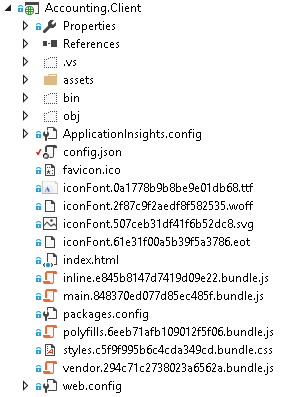 Accounting.Client
Properties
References
.vs
assets
bin
obj
ApplicationInsights.config
config.json
favicon.ico
iconFont.0a1778b9b8be9e01db68.ttf
iconFont.2f87c9f2aedf8f582535.woff
iconFont.507ceb31df41f6b52dc8.svg
iconFont.61e31f00a5b39f5a3786.eot
index.html
inline.e845b8147d7419d09e22.bundle.js
main.848370ed077d85ec485f.bundle.js
packages.config
polyfills.6eeb71afb109012f5f06.bundle.js
styles.c5f9f995b6c4cda349cd.bundle.css
vendor.294c71c2738023a6562a.bundle.js
web.config